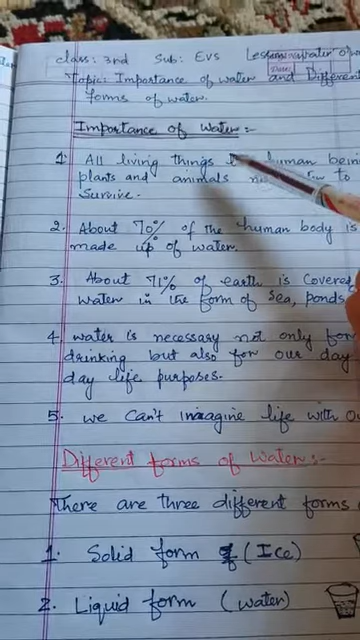 class: 3rd Sub: Evs Les water
Topic: Importance of water and Different
forms of water.
Importance of water:-
1. All living things human bein
plants and animals to
Survive.
2. About 70% of the human body is
made up of water.
3. About 71% of earth is covered
water in the form of Sea, ponds
4. water is necessary not only for
drinking but also for our day
day life purposes.
5. we can't imagine life with o
Different forms of water:-
There are three different forms
1. Solid form (Ice)
2. Liquid form (water)